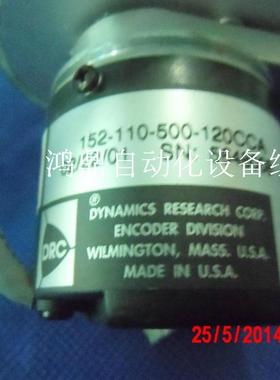 152-110-500-120CCA
SN:
鸿 自动化设备
DYNAMICS RESEARCH CORP.®
ENCODER DIVISION
WILMINGTON, MASS. U.S.A.
MADE IN U.S.A.
DRC
25/5/2014